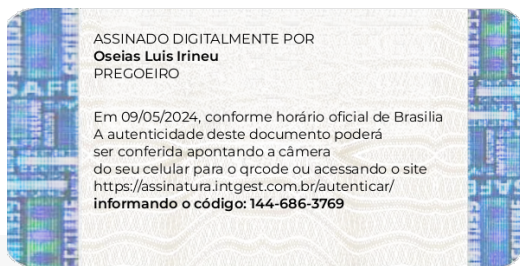 ASSINADO DIGITALMENTE POR
Oseias Luis Irineu
PREGOEIRO
Em 09/05/2024, conforme horário oficial de Brasilia
A autenticidade deste documento poderá
ser conferida apontando a câmera
do seu celular para o qrcode ou acessando o site
https://assinatura.intgest.com.br/autenticar/
informando o código: 144-686-3769